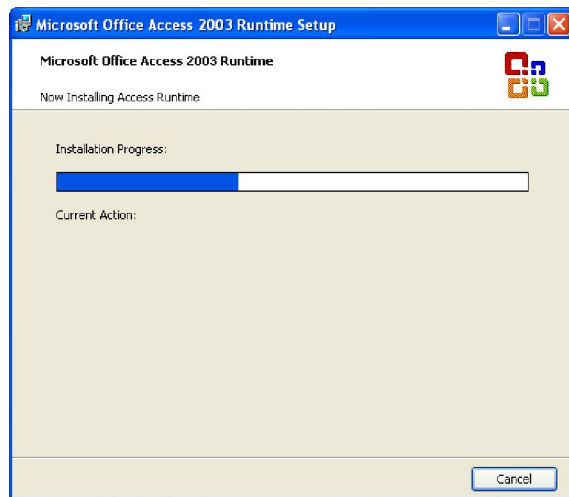 Microsoft Office Access 2003 Runtime Setup
Microsoft Office Access 2003 Runtime
Now Installing Access Runtime
Installation Progress:
Current Action:
Cancel